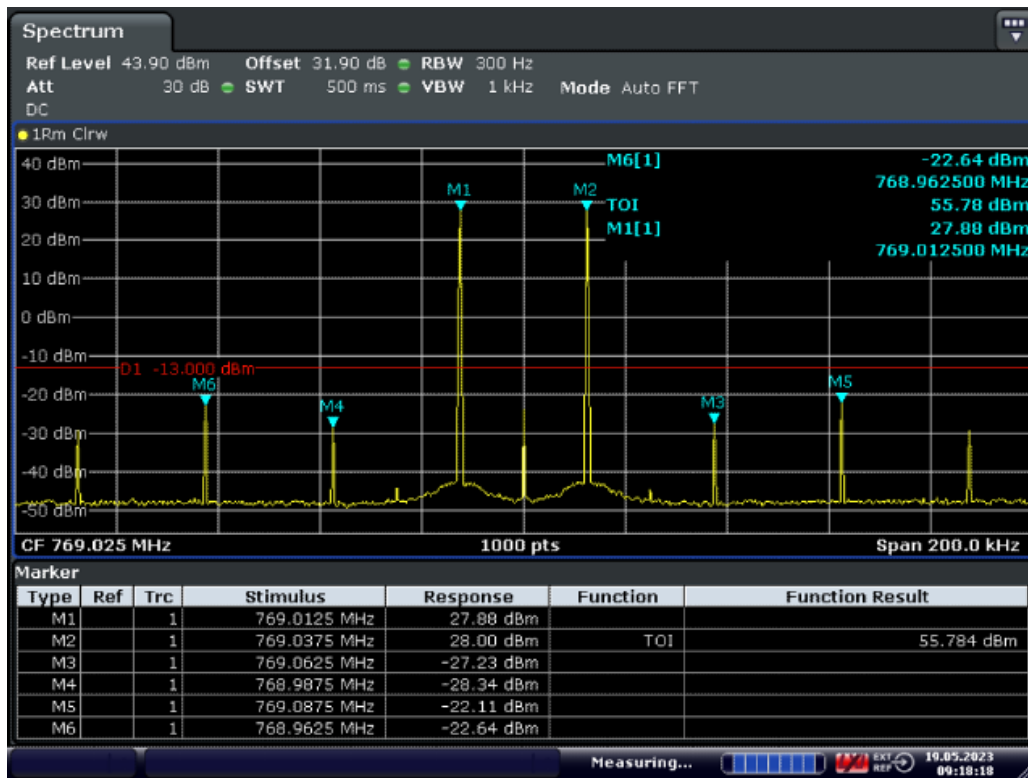 Spectrum
Ref Level 43.90 dBm Offset 31.90 dB RBW 300 Hz
Att 30 dB SWT 500 ms VBW 1 kHz Mode Auto FFT
DC
1Rm Clrw
40 dBm M6[1] -22.64 dBm
768.962500 MHz
M1 M2
30 dBm TOI 55.78 dBm
M1[1] 27.88 dBm
20 dBm 769.012500 MHz
10 dBm
0 dBm
-10 dBm
D1 -13.000 dBm
M6 M5
-20 dBm
M4 M3
-30 dBm
-40 dBm
-50 dBm
CF 769.025 MHz 1000 pts Span 200.0 kHz
Marker
Type Ref Trc Stimulus Response Function Function Result
M1 1 769.0125 MHz 27.88 dBm
M2 1 769.0375 MHz 28.00 dBm TOI 55.784 dBm
M3 1 769.0625 MHz -27.23 dBm
M4 1 768.9875 MHz -28.34 dBm
M5 1 769.0875 MHz -22.11 dBm
M6 1 768.9625 MHz -22.64 dBm
Measuring... EXT REF 19.05.2023
09:18:18